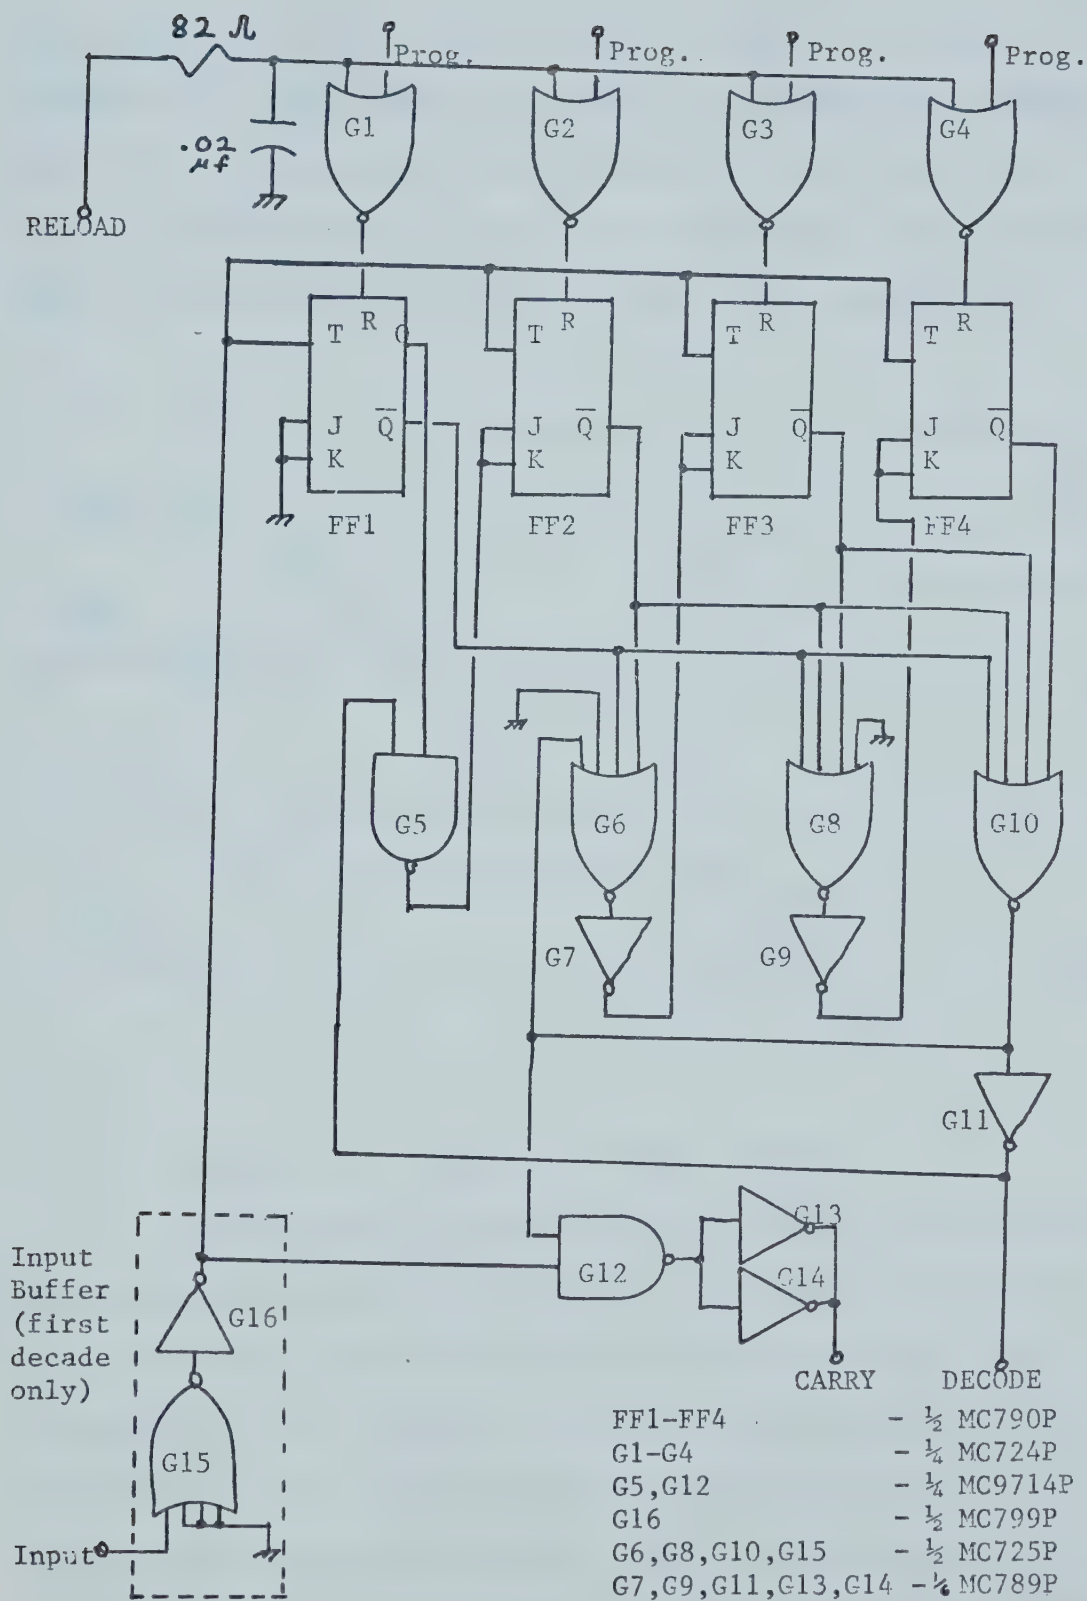 82 Ω
Prog.
Prog.
Prog.
Prog.
G1
G2
G3
G4
.02
μf
RELOAD
R
R
R
R
T
Q
T
T
T
J
Q̅
J
Q̅
J
Q̅
J
Q̅
K
K
K
K
FF1
FF2
FF3
FF4
G5
G6
G8
G10
G7
G9
G11
G13
G12
G14
Input
Buffer
(first
decade
only)
G16
G15
Input
CARRY
DECODE
FF1-FF4 - ½ MC790P
G1-G4 - ¼ MC724P
G5,G12 - ¼ MC9714P
G16 - ½ MC799P
G6,G8,G10,G15 - ½ MC725P
G7,G9,G11,G13,G14 - ⅙ MC789P